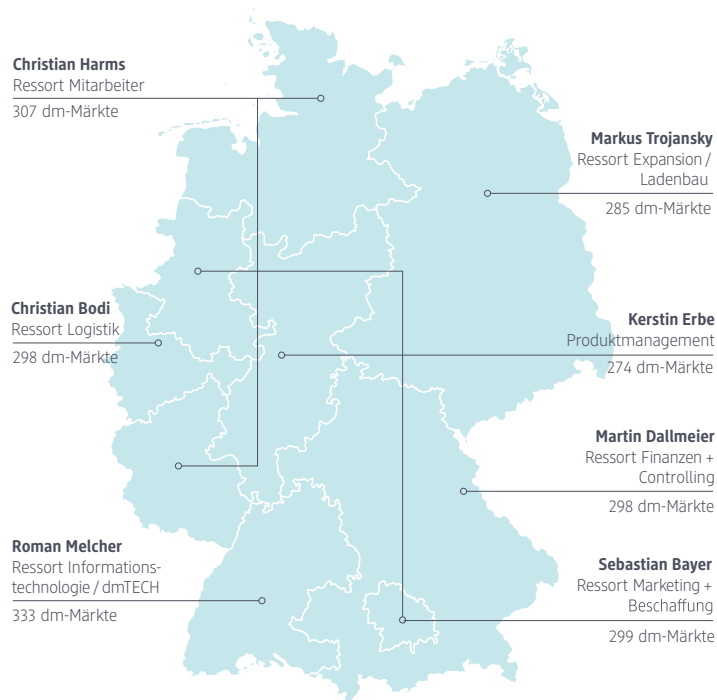 Christian Harms
Ressort Mitarbeiter
307 dm-Märkte
Markus Trojansky
Ressort Expansion /
Ladenbau
285 dm-Märkte
Christian Bodi
Ressort Logistik
298 dm-Märkte
Kerstin Erbe
Produktmanagement
274 dm-Märkte
Martin Dallmeier
Ressort Finanzen +
Controlling
298 dm-Märkte
Roman Melcher
Ressort Informations-
technologie / dmTECH
333 dm-Märkte
Sebastian Bayer
Ressort Marketing +
Beschaffung
299 dm-Märkte